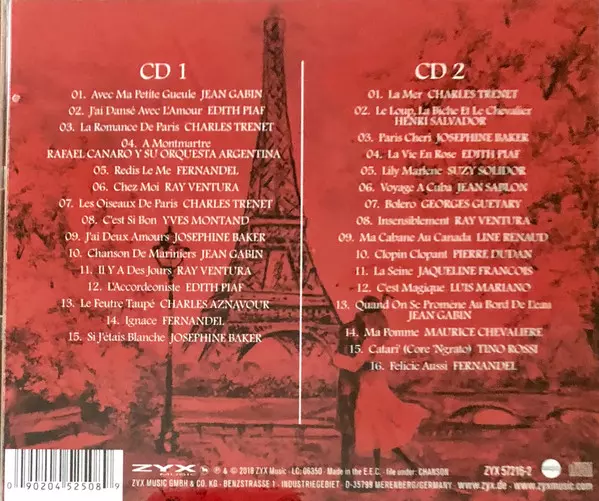 CD 1
01. Avec Ma Petite Gueule JEAN GABIN
02. J'ai Dansé Avec L'Amour EDITH PIAF
03. La Romance De Paris CHARLES TRENET
04. A Montmartre
RAFAEL CANARO Y SU ORQUESTA ARGENTINA
05. Redis Le Me FERNANDEL
06. Chez Moi RAY VENTURA
07. Les Oiseaux De Paris CHARLES TRENET
08. C'est Si Bon YVES MONTAND
09. J'ai Deux Amours JOSEPHINE BAKER
10. Chanson De Mariniers JEAN GABIN
11. Il Y A Des Jours RAY VENTURA
12. L'Accordeoniste EDITH PIAF
13. Le Feutre Taupé CHARLES AZNAVOUR
14. Ignace FERNANDEL
15. Si J'etais Blanche JOSEPHINE BAKER
CD 2
01. La Mer CHARLES TRENET
02. Le Loup, La Biche Et Le Chevalier
HENRI SALVADOR
03. Paris Cheri JOSEPHINE BAKER
04. La Vie En Rose EDITH PIAF
05. Lily Marlene SUZY SOLIDOR
06. Voyage A Cuba JEAN SABLON
07. Bolero GEORGES GUETARY
08. Insensiblement RAY VENTURA
09. Ma Cabane Au Canada LINE RENAUD
10. Clopin Clopant PIERRE DUDAN
11. La Seine JAQUELINE FRANCOIS
12. C'est Magique LUIS MARIANO
13. Quand On Se Promène Au Bord De L'eau
JEAN GABIN
14. Ma Pomme MAURICE CHEVALIERE
15. Catari' (Core 'Ngrato) TINO ROSSI
16. Felicie Aussi FERNANDEL
0 90204 52508 9
ZYX
MUSIC
℗ & © 2018 ZYX Music · LC: 06350 · Made in the E.E.C. · file under: CHANSON
ZYX 57215-2
ZYX MUSIC GMBH & CO. KG · BENZSTRASSE 1 · INDUSTRIEGEBIET · D-35799 MERENBERG/GERMANY
www.zyx.de · www.zyxmusic.com